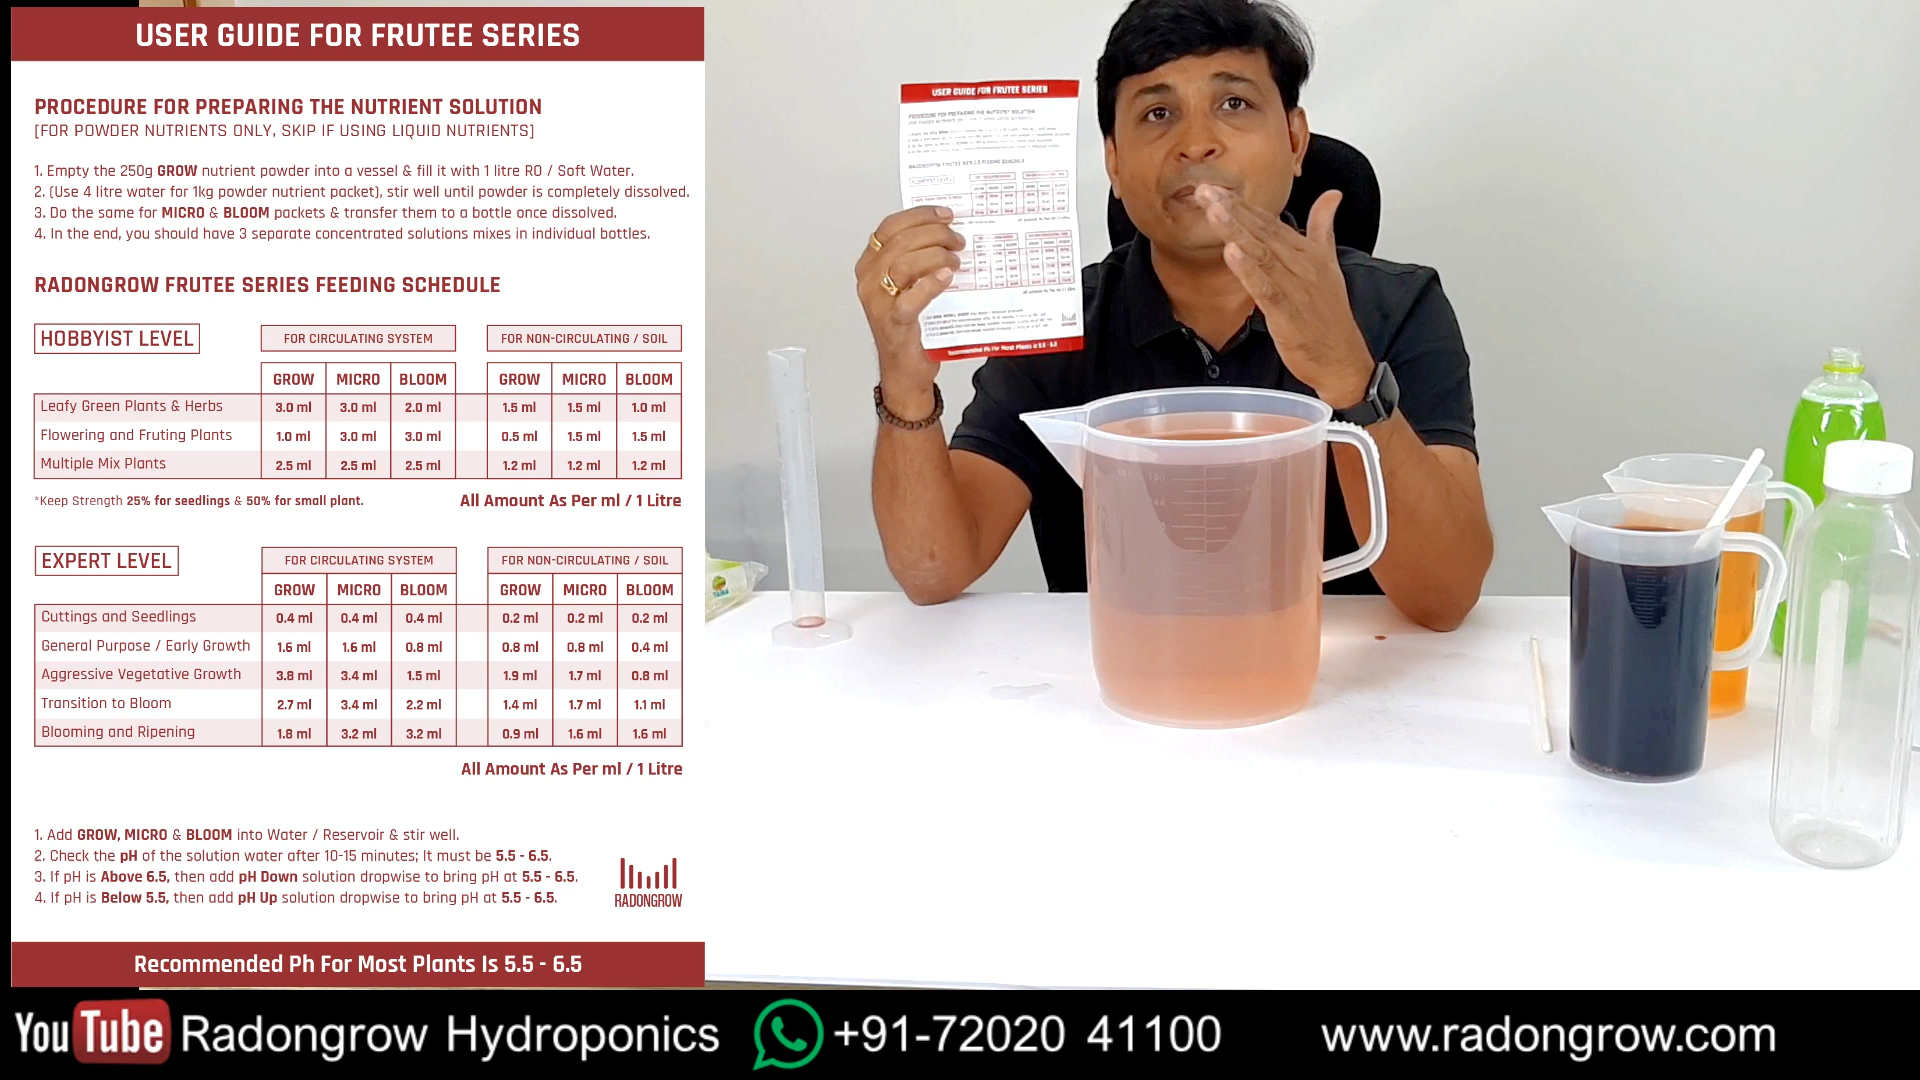 USER GUIDE FOR FRUTEE SERIES
PROCEDURE FOR PREPARING THE NUTRIENT SOLUTION
[FOR POWDER NUTRIENTS ONLY, SKIP IF USING LIQUID NUTRIENTS]
1. Empty the 250g GROW nutrient powder into a vessel & fill it with 1 litre RO / Soft Water.
2. (Use 4 litre water for 1kg powder nutrient packet), stir well until powder is completely dissolved.
3. Do the same for MICRO & BLOOM packets & transfer them to a bottle once dissolved.
4. In the end, you should have 3 separate concentrated solutions mixes in individual bottles.
RADONGROW FRUTEE SERIES FEEDING SCHEDULE
HOBBYIST LEVEL FOR CIRCULATING SYSTEM FOR NON-CIRCULATING / SOIL
GROW MICRO BLOOM GROW MICRO BLOOM
Leafy Green Plants & Herbs 3.0 ml 3.0 ml 2.0 ml 1.5 ml 1.5 ml 1.0 ml
Flowering and Fruting Plants 1.0 ml 3.0 ml 3.0 ml 0.5 ml 1.5 ml 1.5 ml
Multiple Mix Plants 2.5 ml 2.5 ml 2.5 ml 1.2 ml 1.2 ml 1.2 ml
*Keep Strength 25% for seedlings & 50% for small plant. All Amount As Per ml / 1 Litre
EXPERT LEVEL FOR CIRCULATING SYSTEM FOR NON-CIRCULATING / SOIL
GROW MICRO BLOOM GROW MICRO BLOOM
Cuttings and Seedlings 0.4 ml 0.4 ml 0.4 ml 0.2 ml 0.2 ml 0.2 ml
General Purpose / Early Growth 1.6 ml 1.6 ml 0.8 ml 0.8 ml 0.8 ml 0.4 ml
Aggressive Vegetative Growth 3.8 ml 3.4 ml 1.5 ml 1.9 ml 1.7 ml 0.8 ml
Transition to Bloom 2.7 ml 3.4 ml 2.2 ml 1.4 ml 1.7 ml 1.1 ml
Blooming and Ripening 1.8 ml 3.2 ml 3.2 ml 0.9 ml 1.6 ml 1.6 ml
All Amount As Per ml / 1 Litre
1. Add GROW, MICRO & BLOOM into Water / Reservoir & stir well.
2. Check the pH of the solution water after 10-15 minutes; It must be 5.5 - 6.5.
3. If pH is Above 6.5, then add pH Down solution dropwise to bring pH at 5.5 - 6.5.
4. If pH is Below 5.5, then add pH Up solution dropwise to bring pH at 5.5 - 6.5.
RADONGROW
Recommended Ph For Most Plants Is 5.5 - 6.5
USER GUIDE FOR FRUTEE SERIES
PROCEDURE FOR PREPARING THE NUTRIENT SOLUTION
Recommended Ph For Most Plants Is 5.5 - 6.5
YouTube Radongrow Hydroponics +91-72020 41100 www.radongrow.com